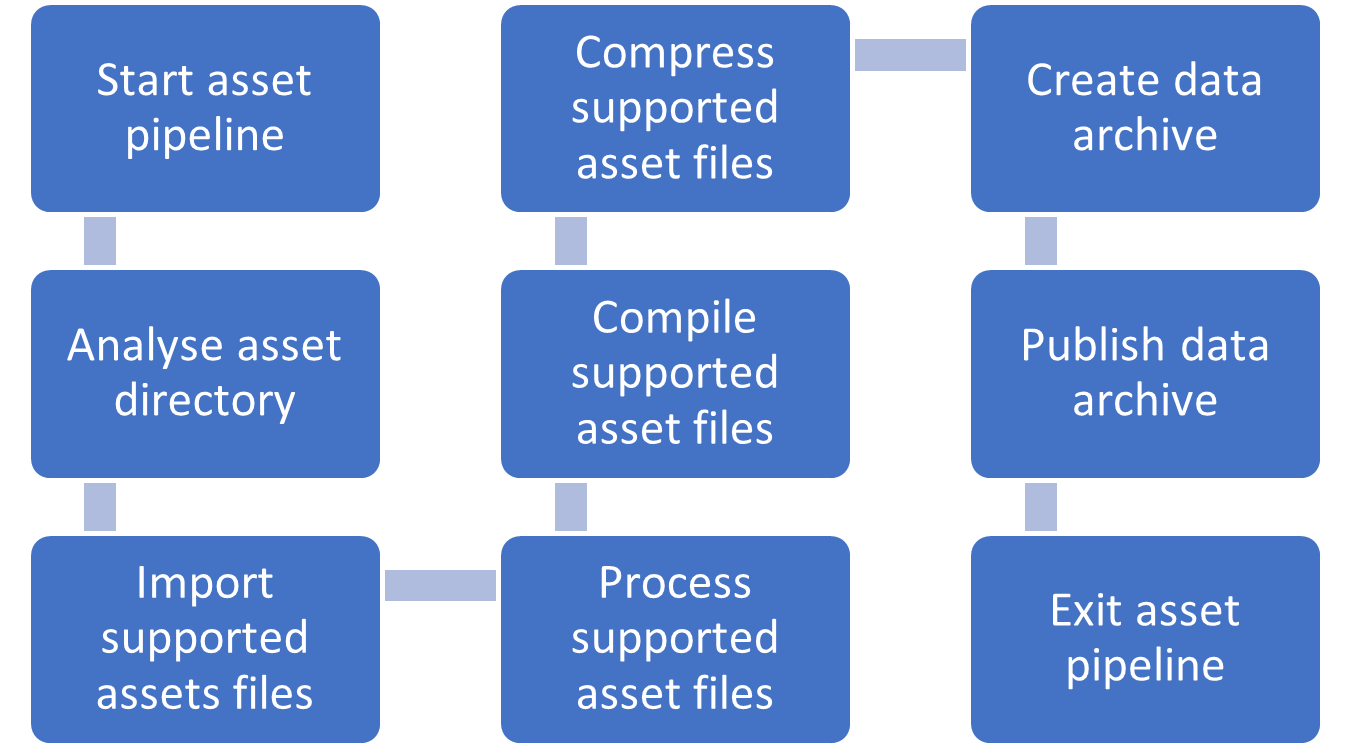 Start asset
pipeline
Analyse asset
directory
Import
supported
assets files
Process
supported
asset files
Compile
supported
asset files
Compress
supported
asset files
Create data
archive
Publish data
archive
Exit asset
pipeline